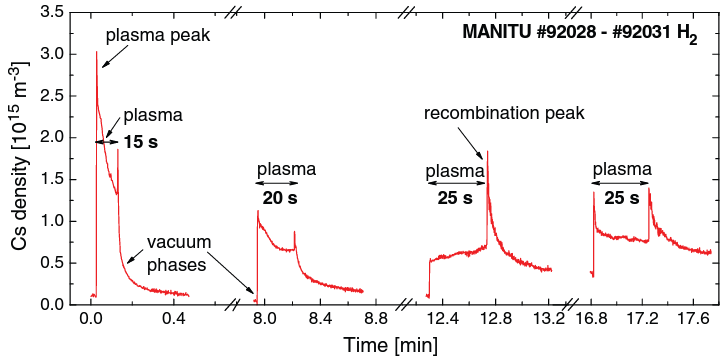 MANITU #92028 - #92031 H2
plasma peak
plasma
15 s
vacuum
phases
plasma
20 s
recombination peak
plasma
25 s
plasma
25 s
Cs density [10^15 m^-3]
3.5
3.0
2.5
2.0
1.5
1.0
0.5
0.0
0.0 0.4 8.0 8.8 12.4 12.8 13.2 16.8 17.2 17.6
Time [min]